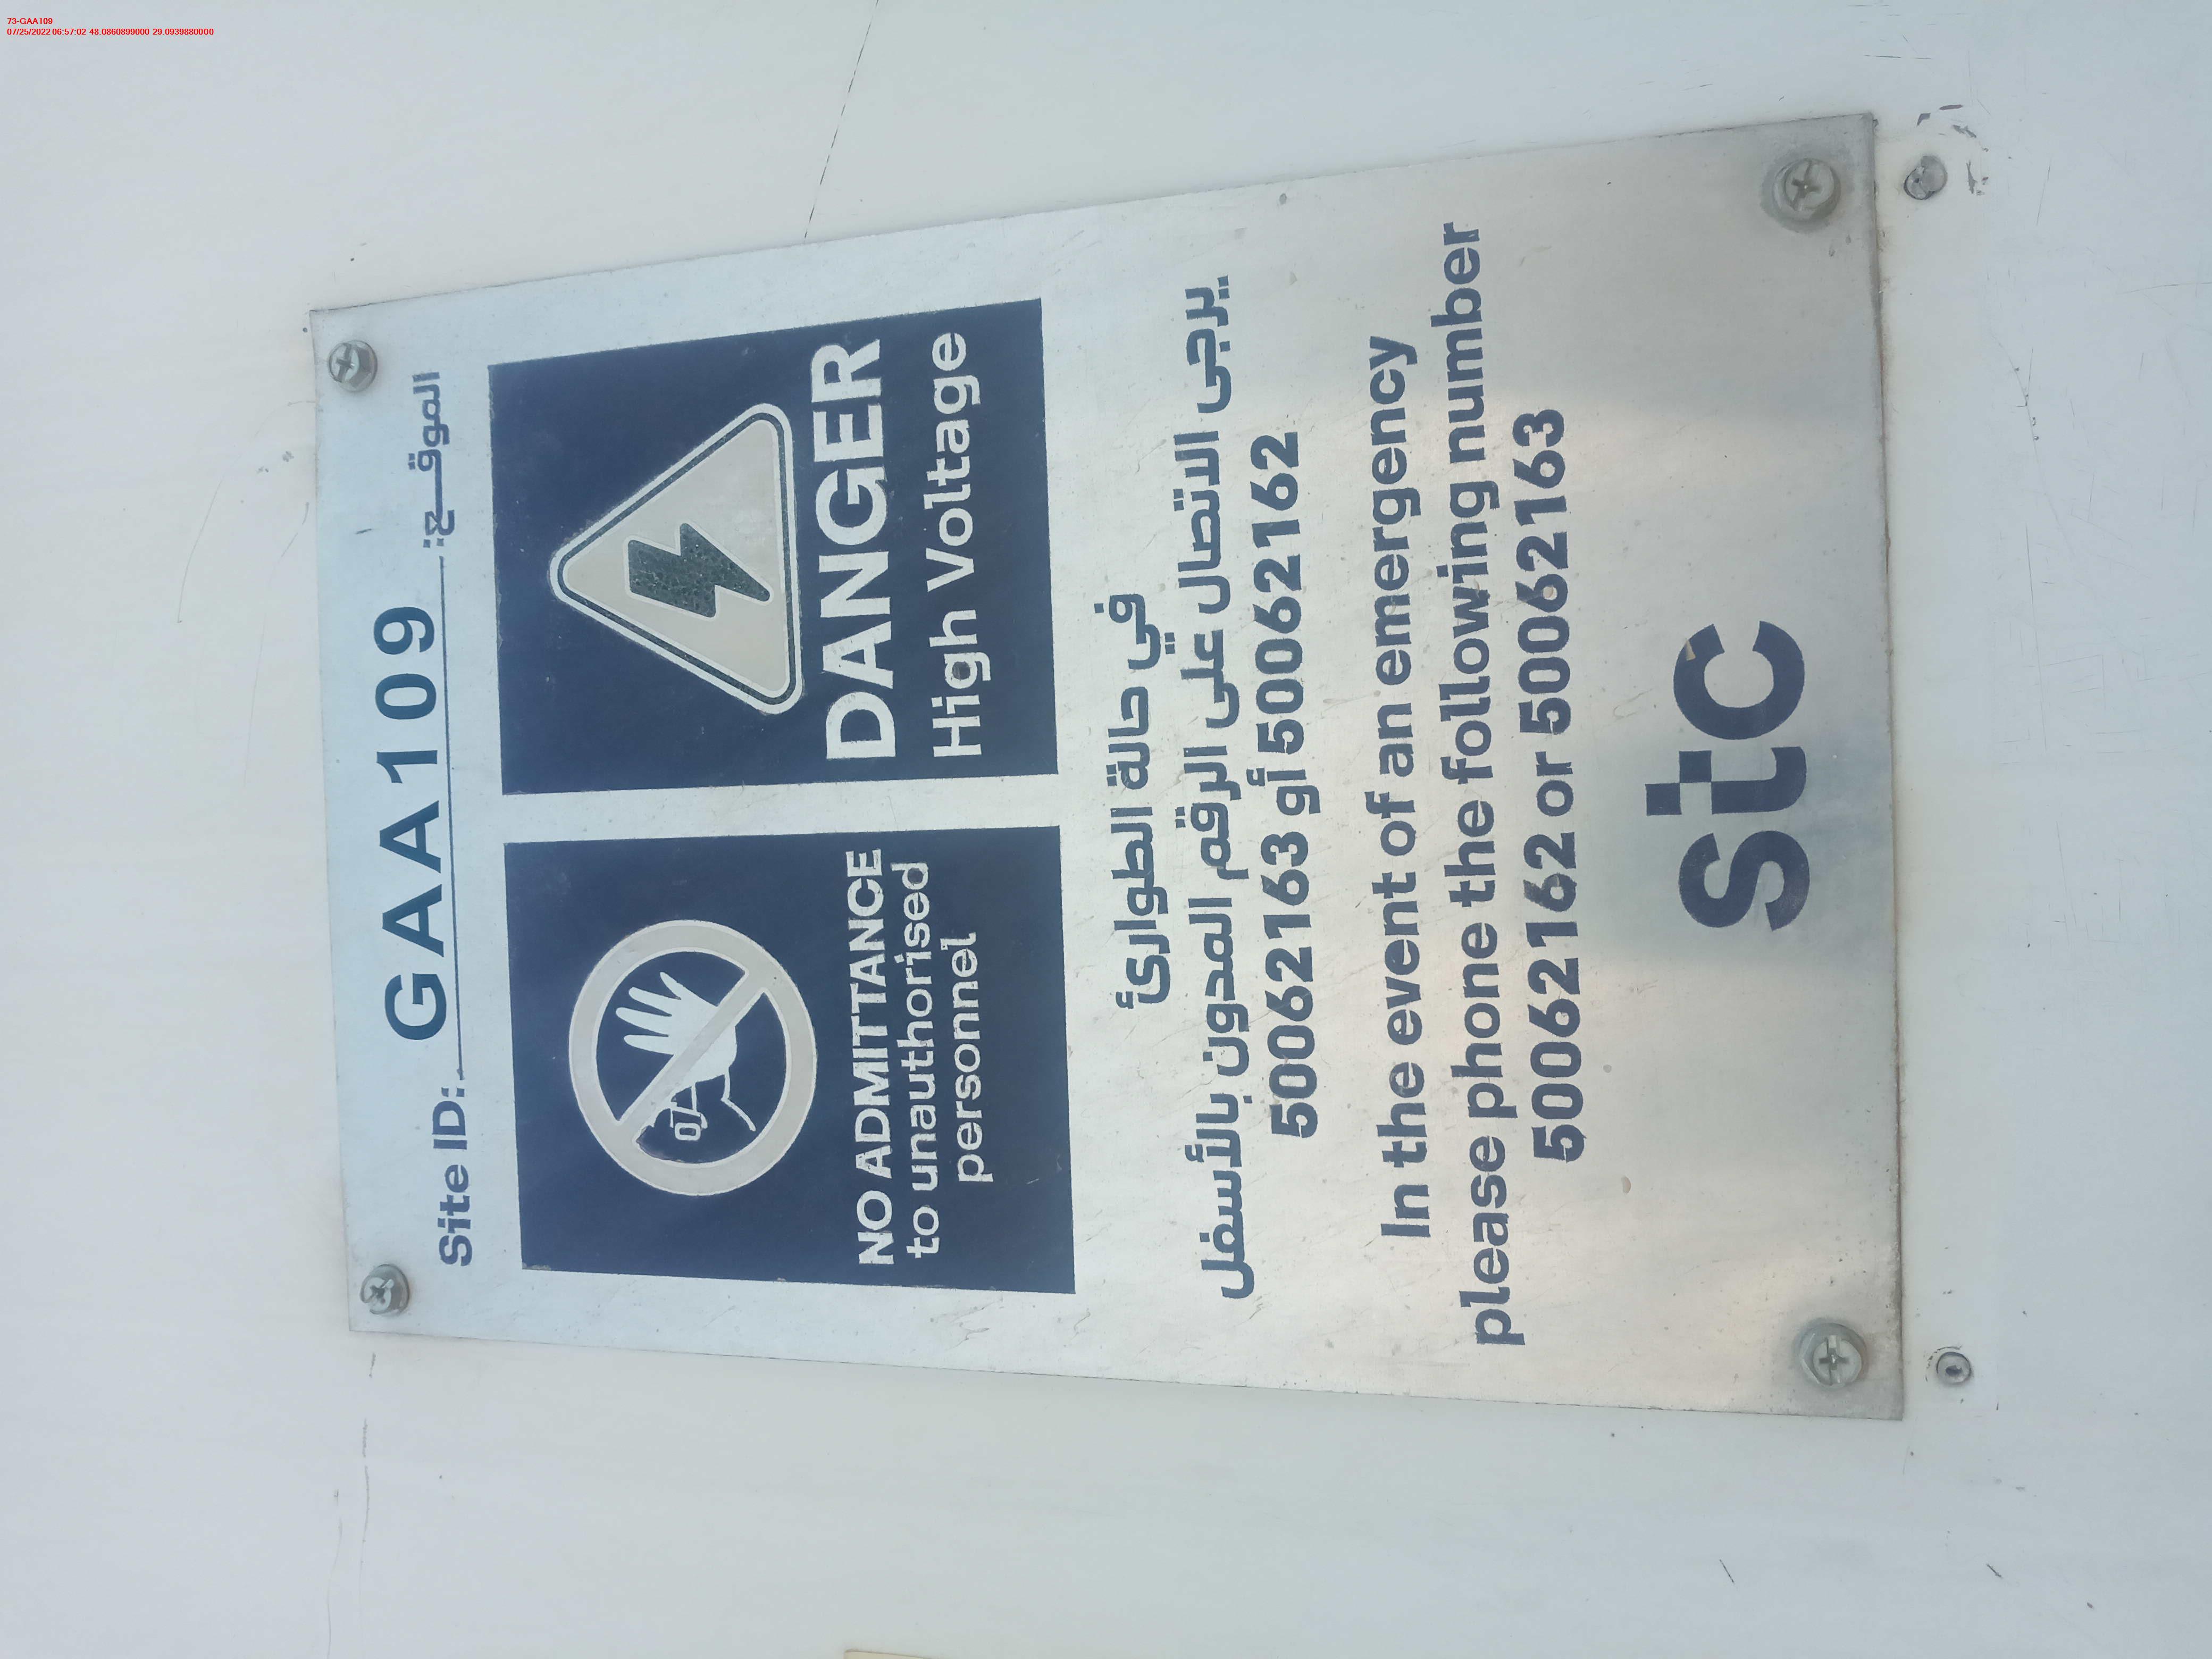 73-GAA109
07/25/2022 06:57:02 48.0860899000 29.0939880000
Site ID: GAA109 الموقـــع:
NO ADMITTANCE
to unauthorised
personnel
DANGER
High Voltage
في حالة الطوارئ
يرجى الاتصال على الرقم المدون بالأسفل
50062162 أو 50062163
In the event of an emergency
please phone the following number
50062162 or 50062163
stc